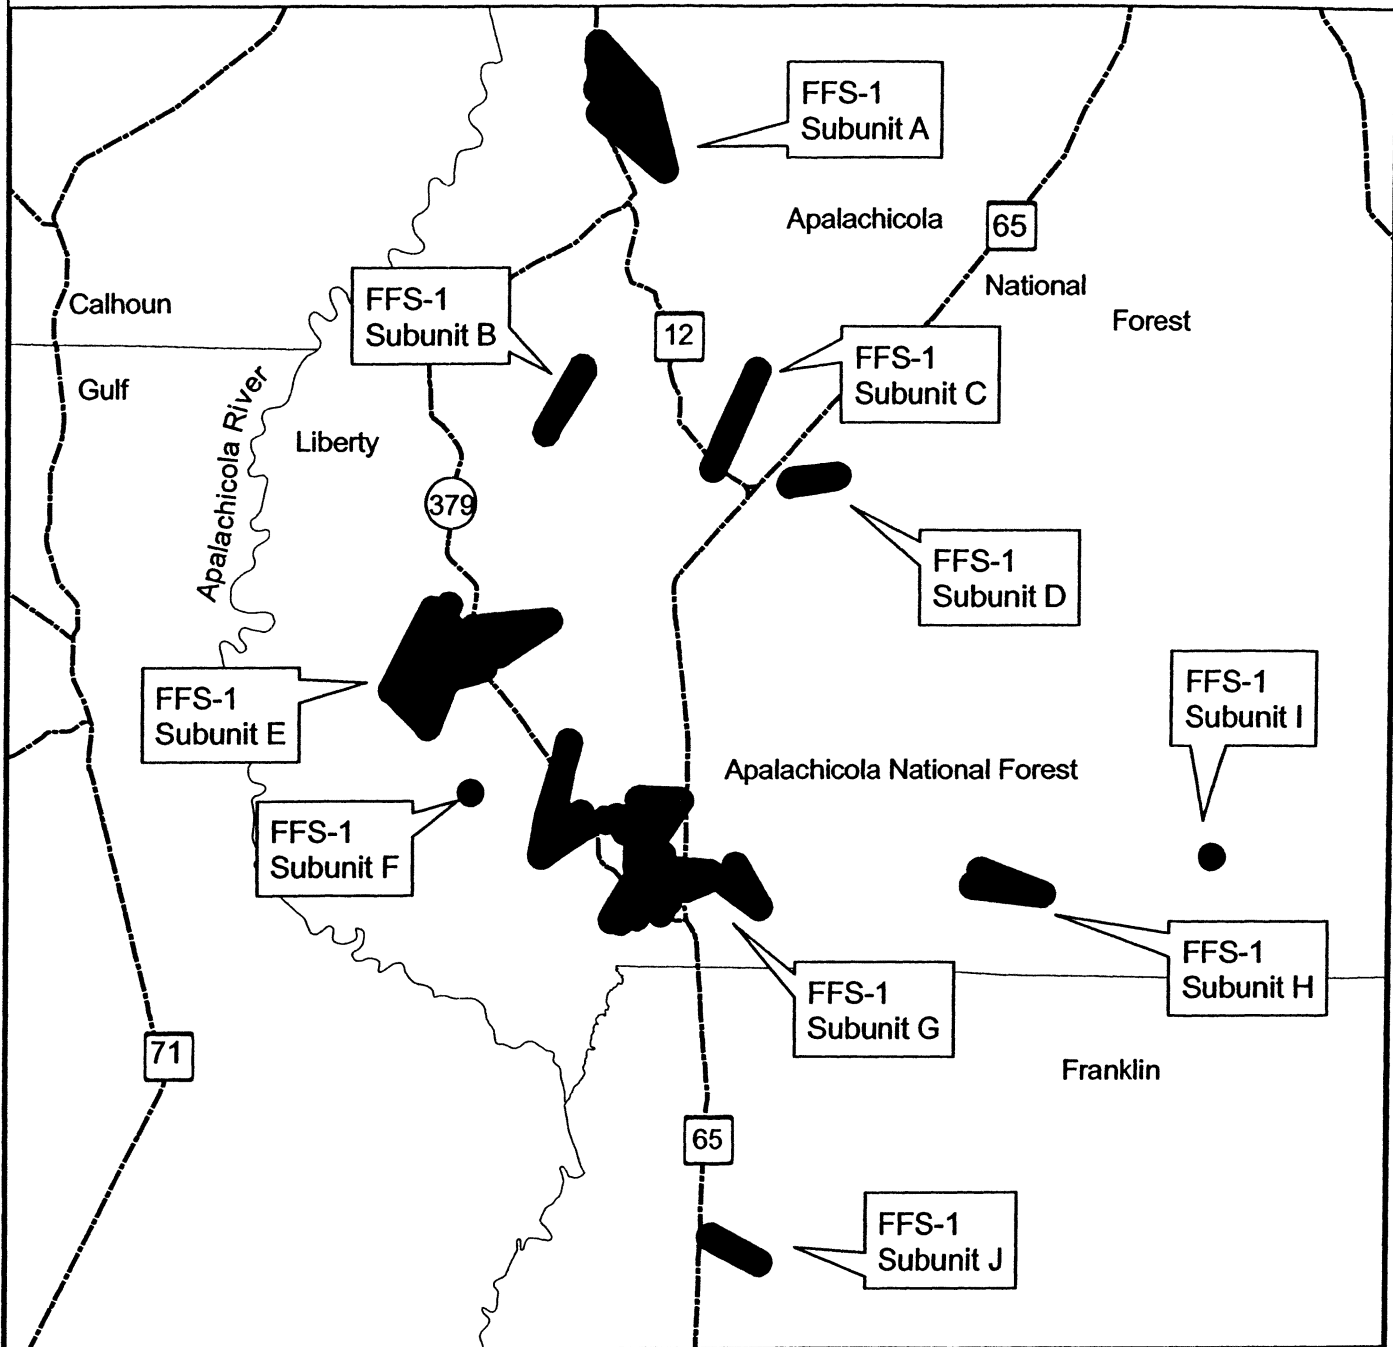 FFS-1
Subunit A
Apalachicola
65
National
Forest
Calhoun
FFS-1
Subunit B
12
FFS-1
Subunit C
Gulf
Apalachicola River
Liberty
379
FFS-1
Subunit D
FFS-1
Subunit E
FFS-1
Subunit I
Apalachicola National Forest
FFS-1
Subunit F
FFS-1
Subunit H
FFS-1
Subunit G
71
Franklin
65
FFS-1
Subunit J